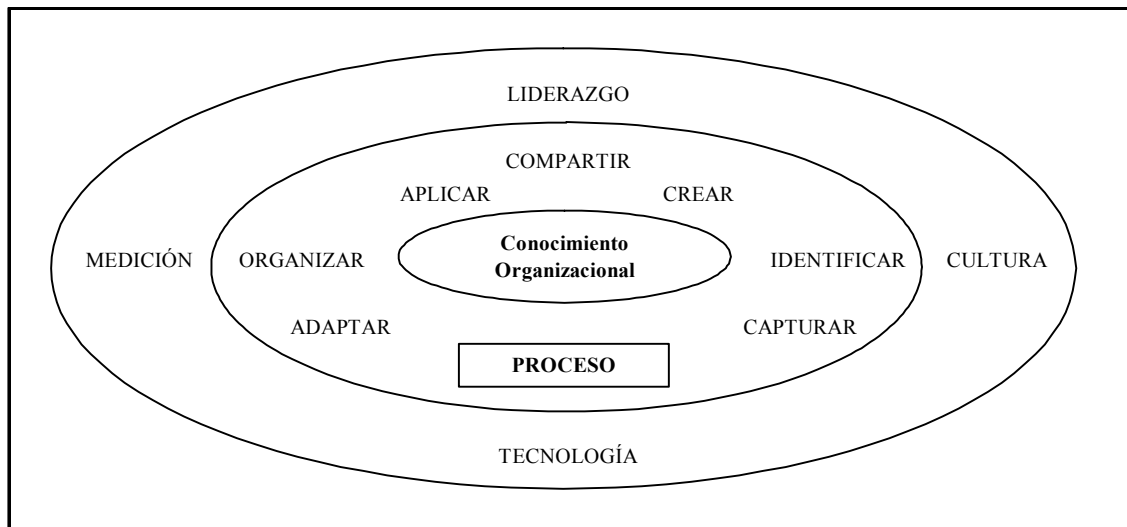 LIDERAZGO
COMPARTIR
APLICAR
CREAR
Conocimiento
Organizacional
MEDICIÓN
ORGANIZAR
IDENTIFICAR
CULTURA
ADAPTAR
CAPTURAR
PROCESO
TECNOLOGÍA